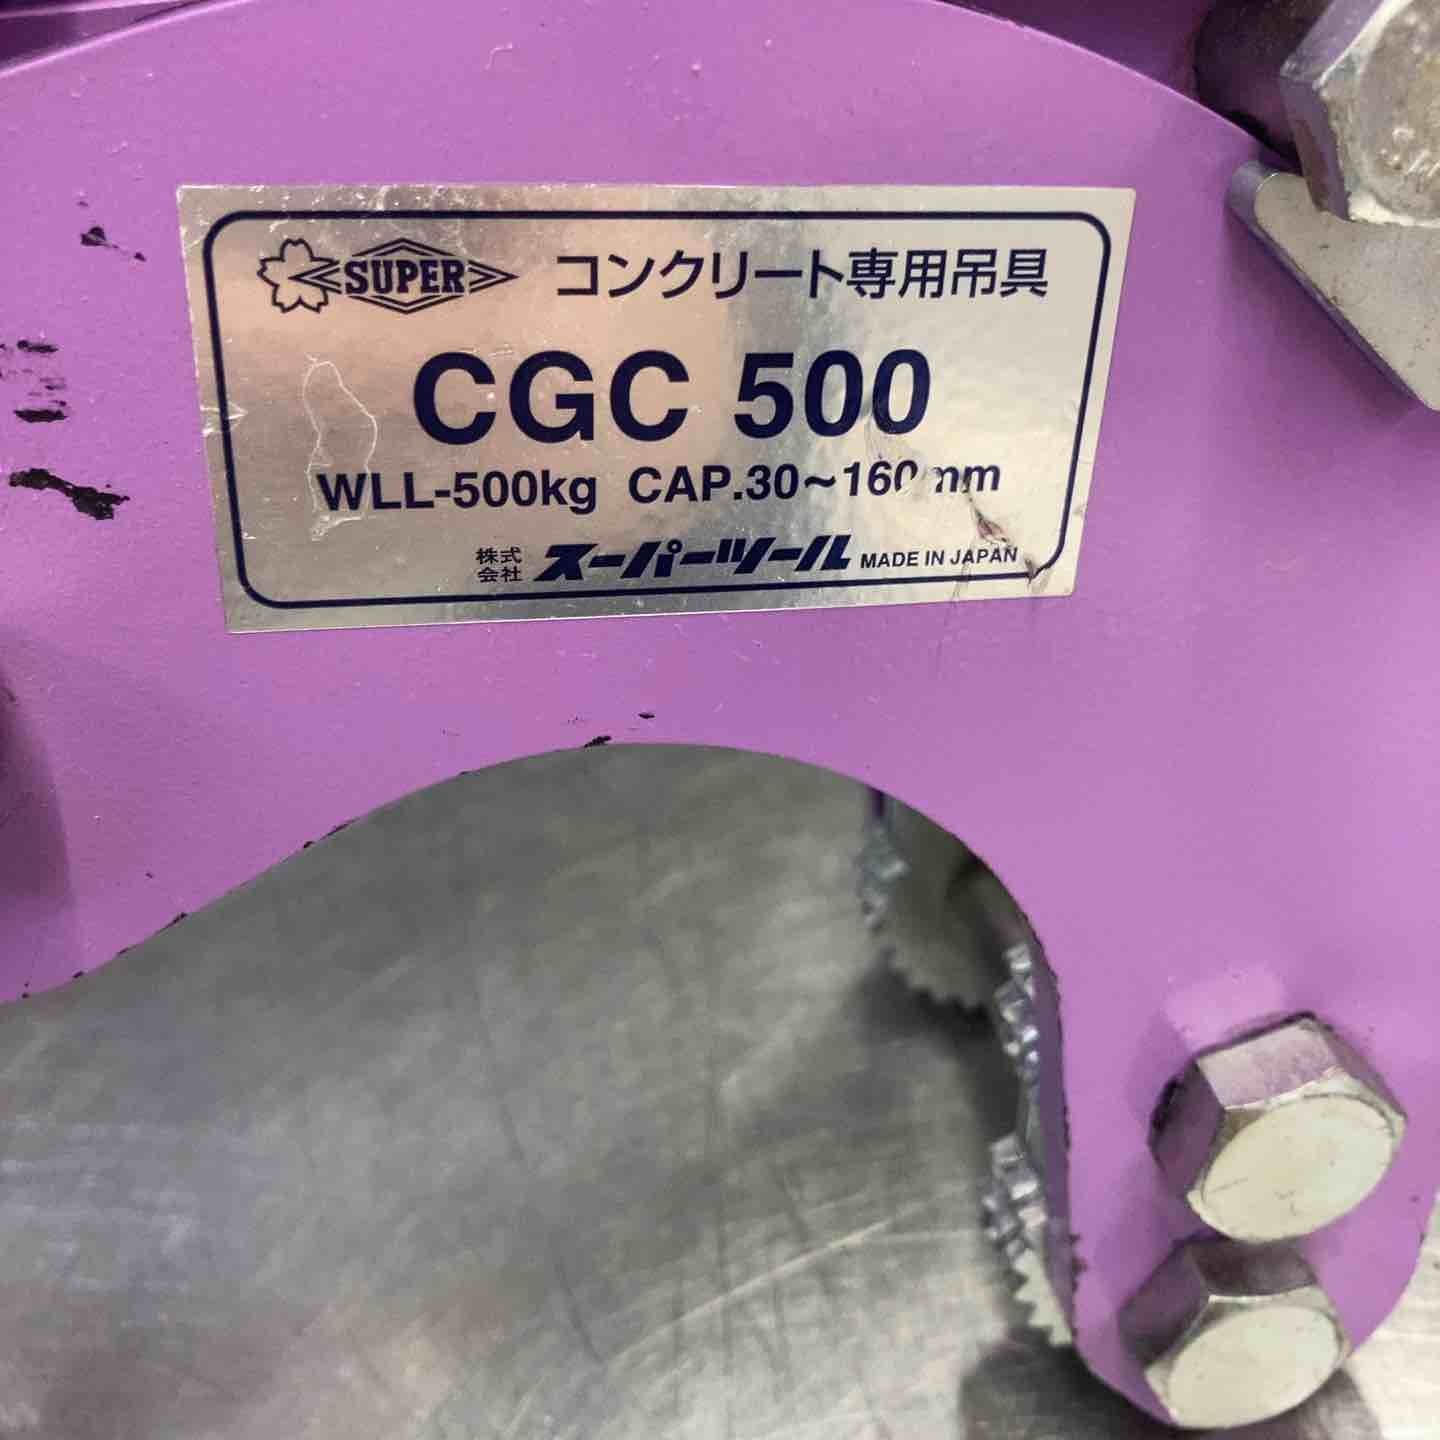 SUPER コンクリート専用吊具
CGC 500
WLL-500kg CAP.30～160mm
株式会社 スーパーツール MADE IN JAPAN